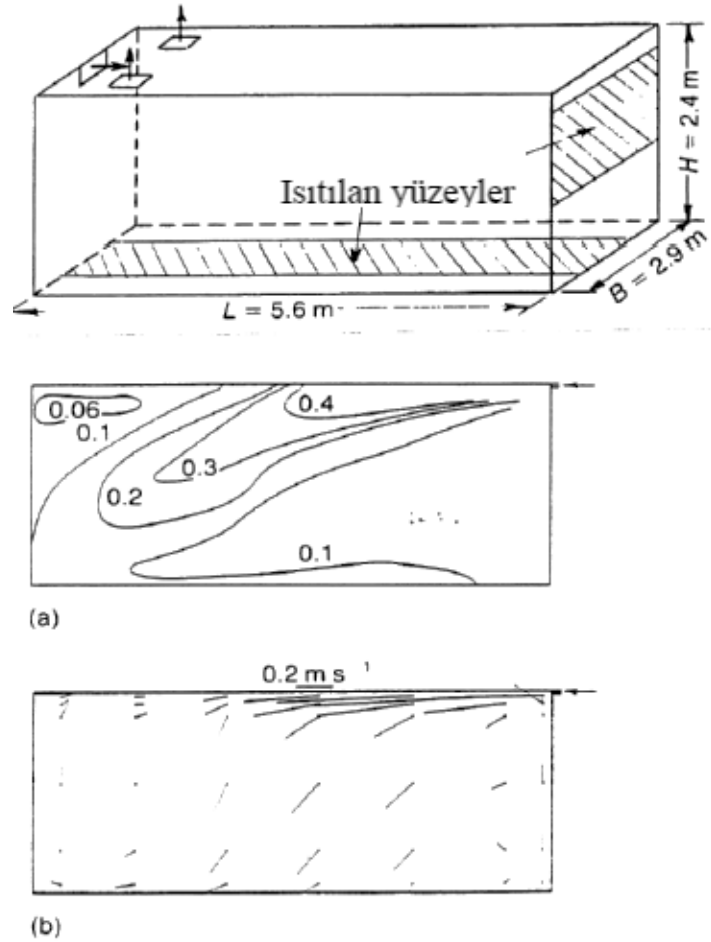 H = 2.4 m
Isıtılan yüzeyler
B = 2.9 m
L = 5.6 m
0.06
0.4
0.1
0.3
0.2
0.1
(a)
0.2 m s 1
(b)